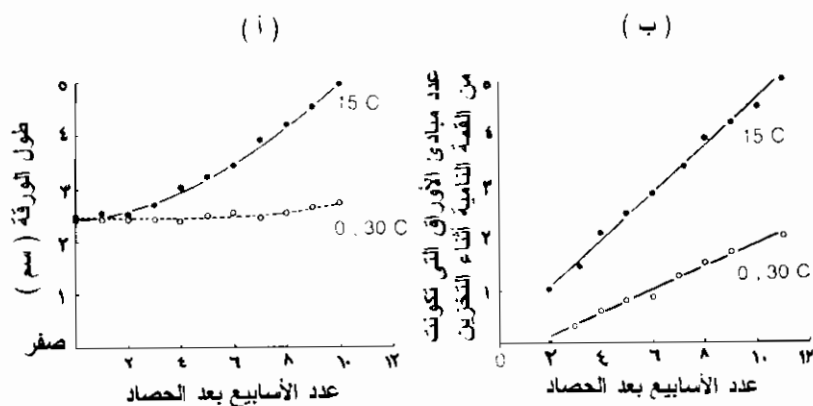 ( أ )
( ب )
طول الورقة ( سم )
٥
٤
٣
٢
١
صفر
15 C
0 , 30 C
٢
٤
٦
٨
١٠
١٢
عدد الأسابيع بعد الحصاد
عدد مبادئ الأوراق التى تكونت
من القمة النامية اثناء التخزين
٥
٤
٣
٢
١
15 C
0 , 30 C
0
٢
٤
٦
٨
١٠
١٢
عدد الأسابيع بعد الحصاد